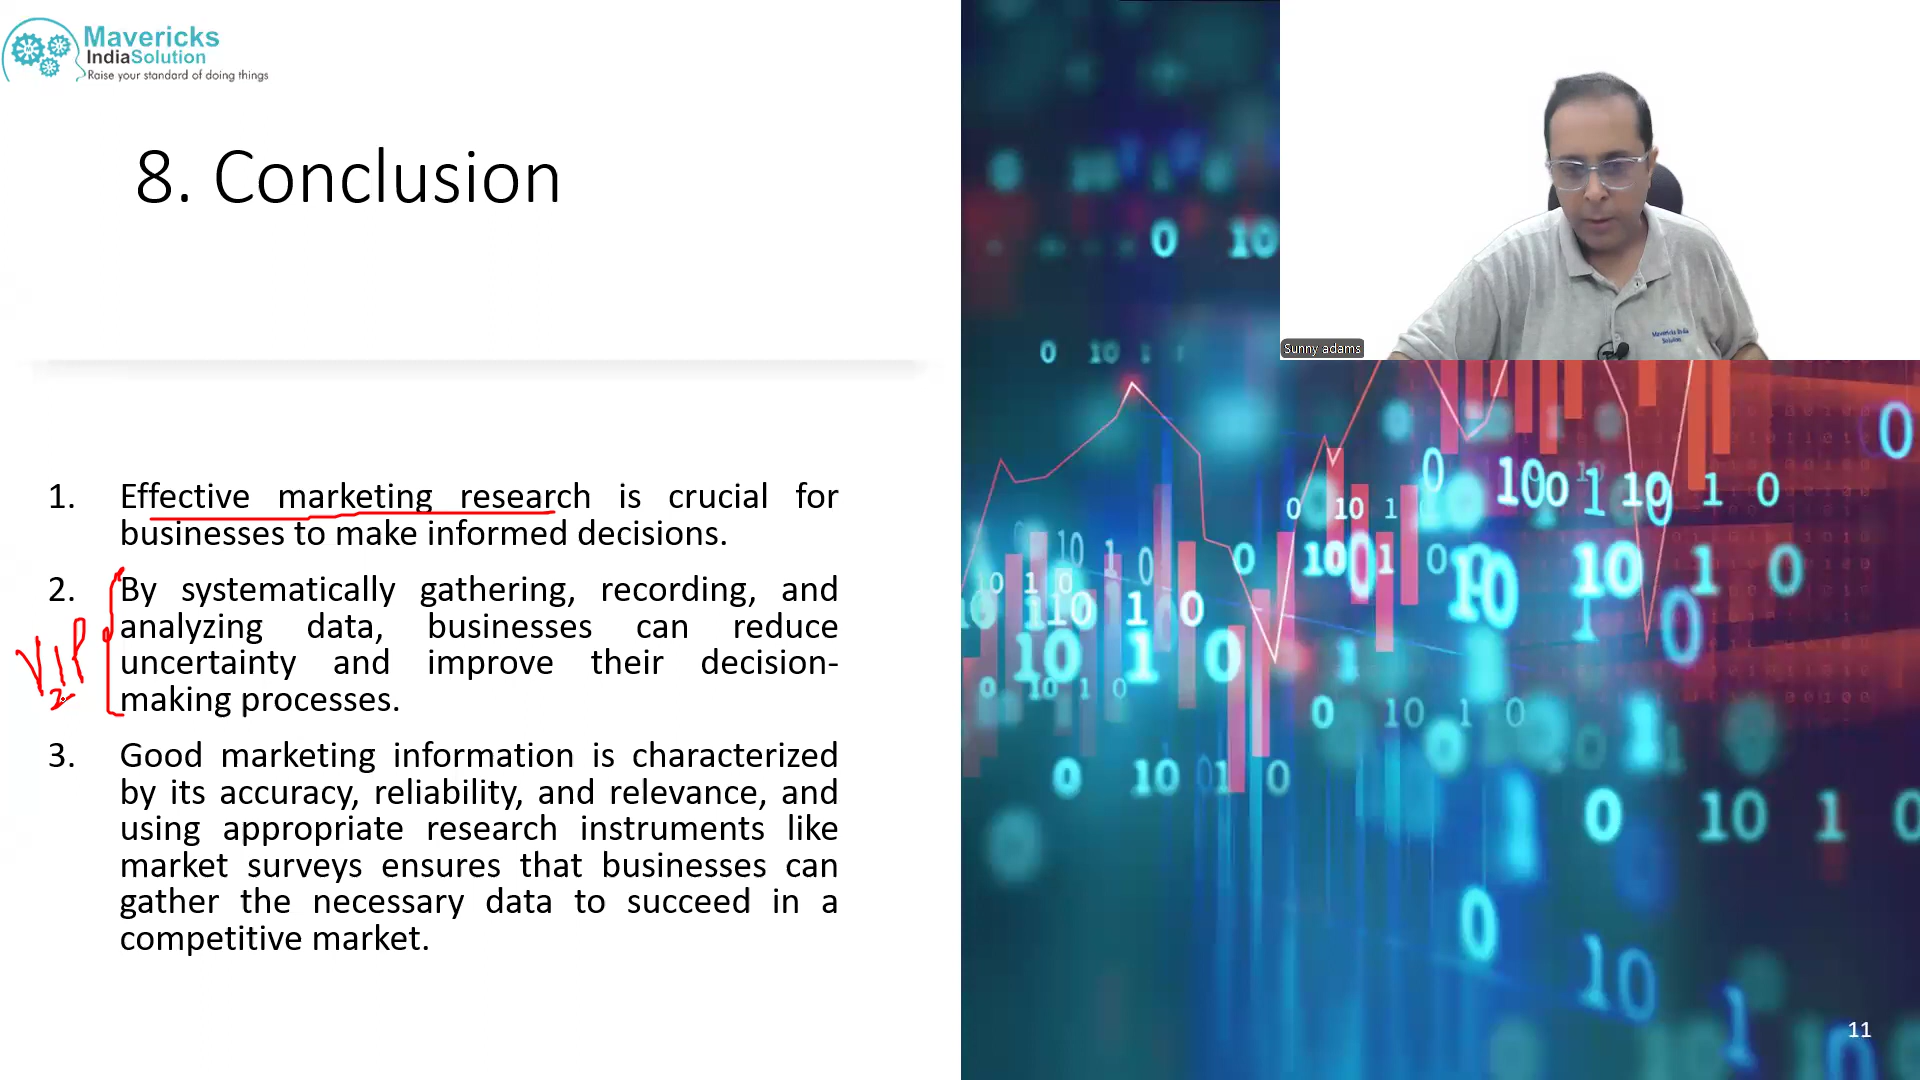 Mavericks
IndiaSolution
Raise your standard of doing things
8. Conclusion
Sunny adams
Mavericks India
Solution
1. Effective marketing research is crucial for
businesses to make informed decisions.
2. By systematically gathering, recording, and
analyzing data, businesses can reduce
uncertainty and improve their decision-
making processes.
VIP
2
3. Good marketing information is characterized
by its accuracy, reliability, and relevance, and
using appropriate research instruments like
market surveys ensures that businesses can
gather the necessary data to succeed in a
competitive market.
11